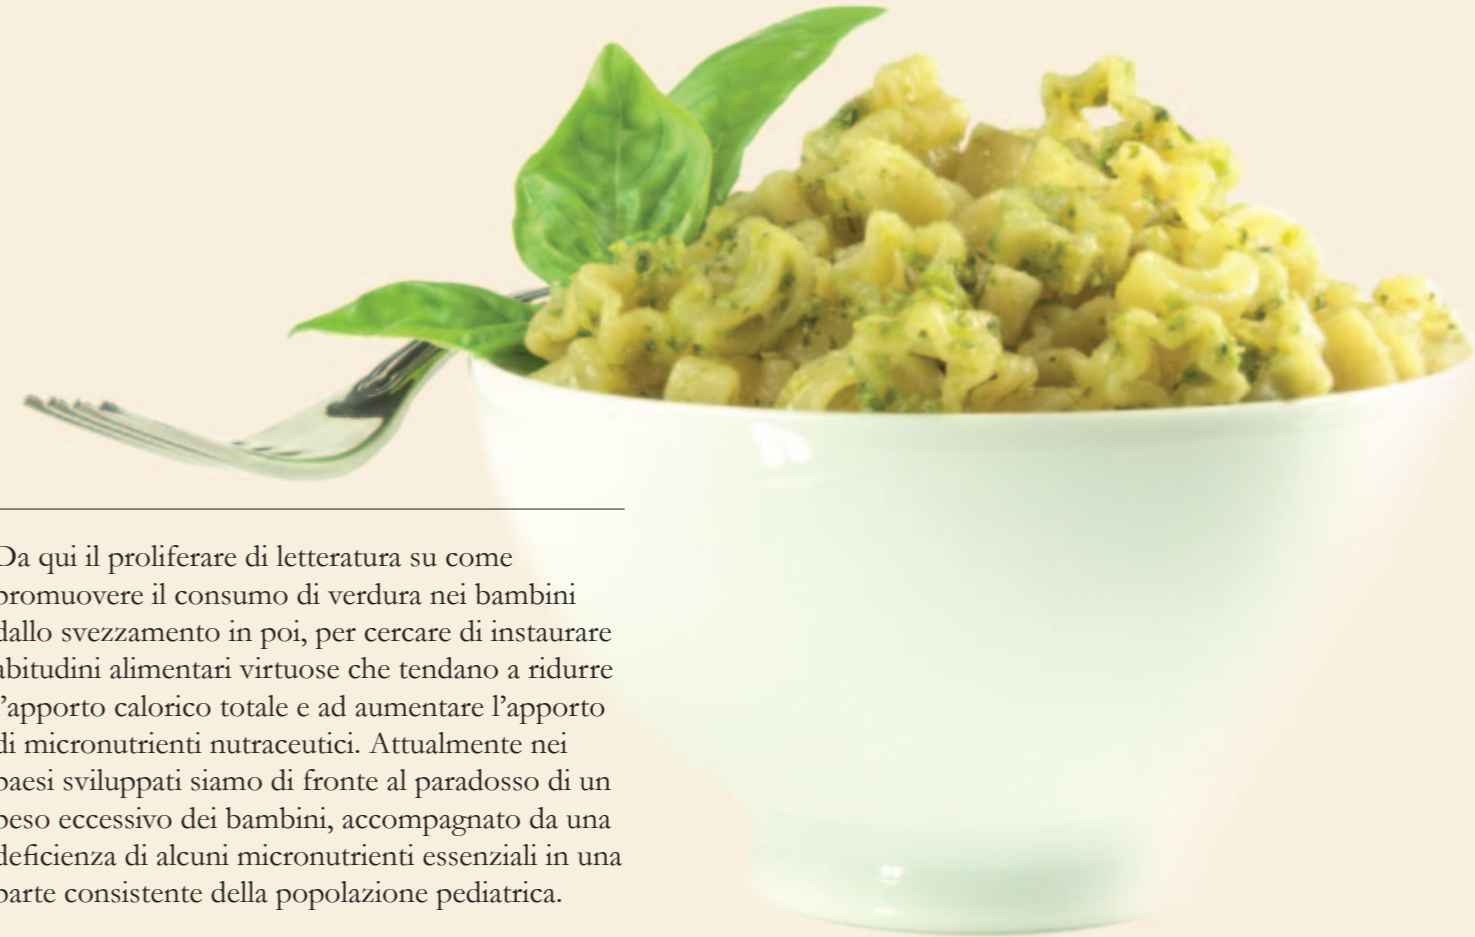 Da qui il proliferare di letteratura su come
promuovere il consumo di verdura nei bambini
dallo svezzamento in poi, per cercare di instaurare
abitudini alimentari virtuose che tendano a ridurre
l’apporto calorico totale e ad aumentare l’apporto
di micronutrienti nutraceutici. Attualmente nei
paesi sviluppati siamo di fronte al paradosso di un
peso eccessivo dei bambini, accompagnato da una
deficienza di alcuni micronutrienti essenziali in una
parte consistente della popolazione pediatrica.